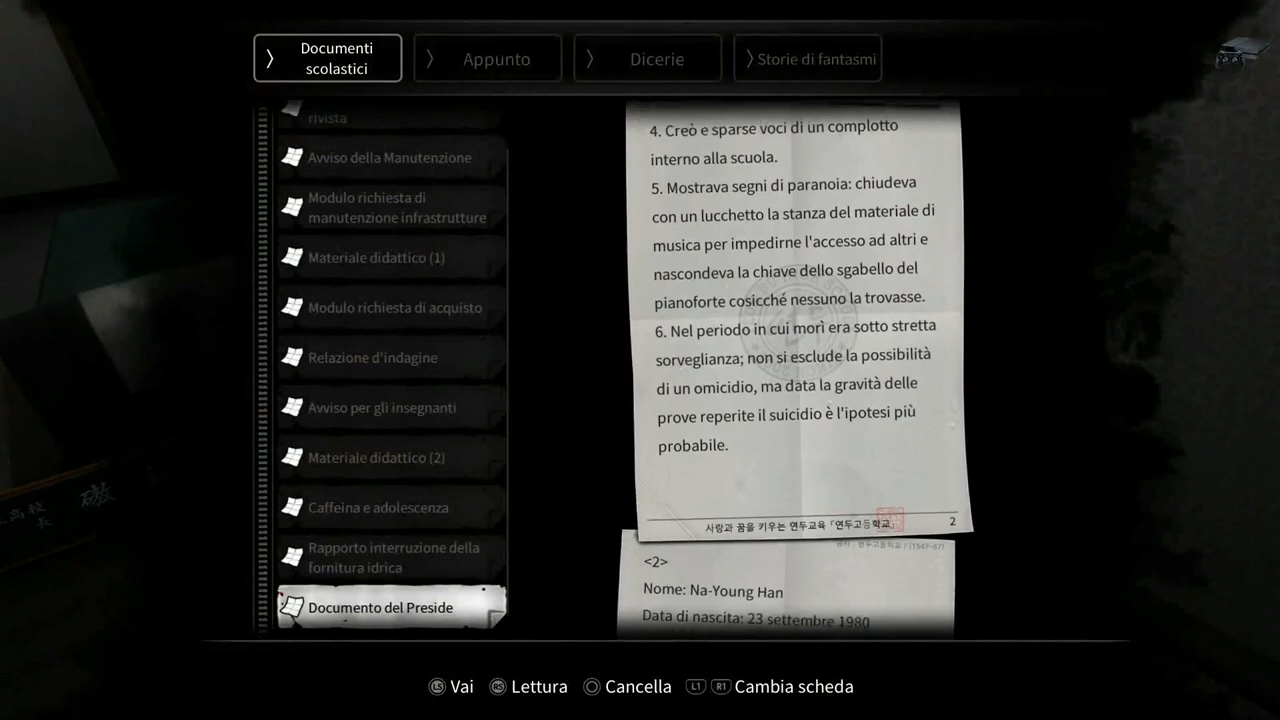 Documenti
scolastici
Appunto
Dicerie
Storie di fantasmi
rivista
Avviso della Manutenzione
Modulo richiesta di
manutenzione infrastrutture
Materiale didattico (1)
Modulo richiesta di acquisto
Relazione d'indagine
Avviso per gli insegnanti
Materiale didattico (2)
Caffeina e adolescenza
Rapporto interruzione della
fornitura idrica
Documento del Preside
4. Creò e sparse voci di un complotto
interno alla scuola.
5. Mostrava segni di paranoia: chiudeva
con un lucchetto la stanza del materiale di
musica per impedirne l'accesso ad altri e
nascondeva la chiave dello sgabello del
pianoforte cosicché nessuno la trovasse.
6. Nel periodo in cui morì era sotto stretta
sorveglianza; non si esclude la possibilità
di un omicidio, ma data la gravità delle
prove reperite il suicidio è l'ipotesi più
probabile.
사랑과 꿈을 키우는 연두교육 「연두고등학교」 2
<2>
Nome: Na-Young Han
Data di nascita: 23 settembre 1980
LS Vai RS Lettura Cancella L1 R1 Cambia scheda